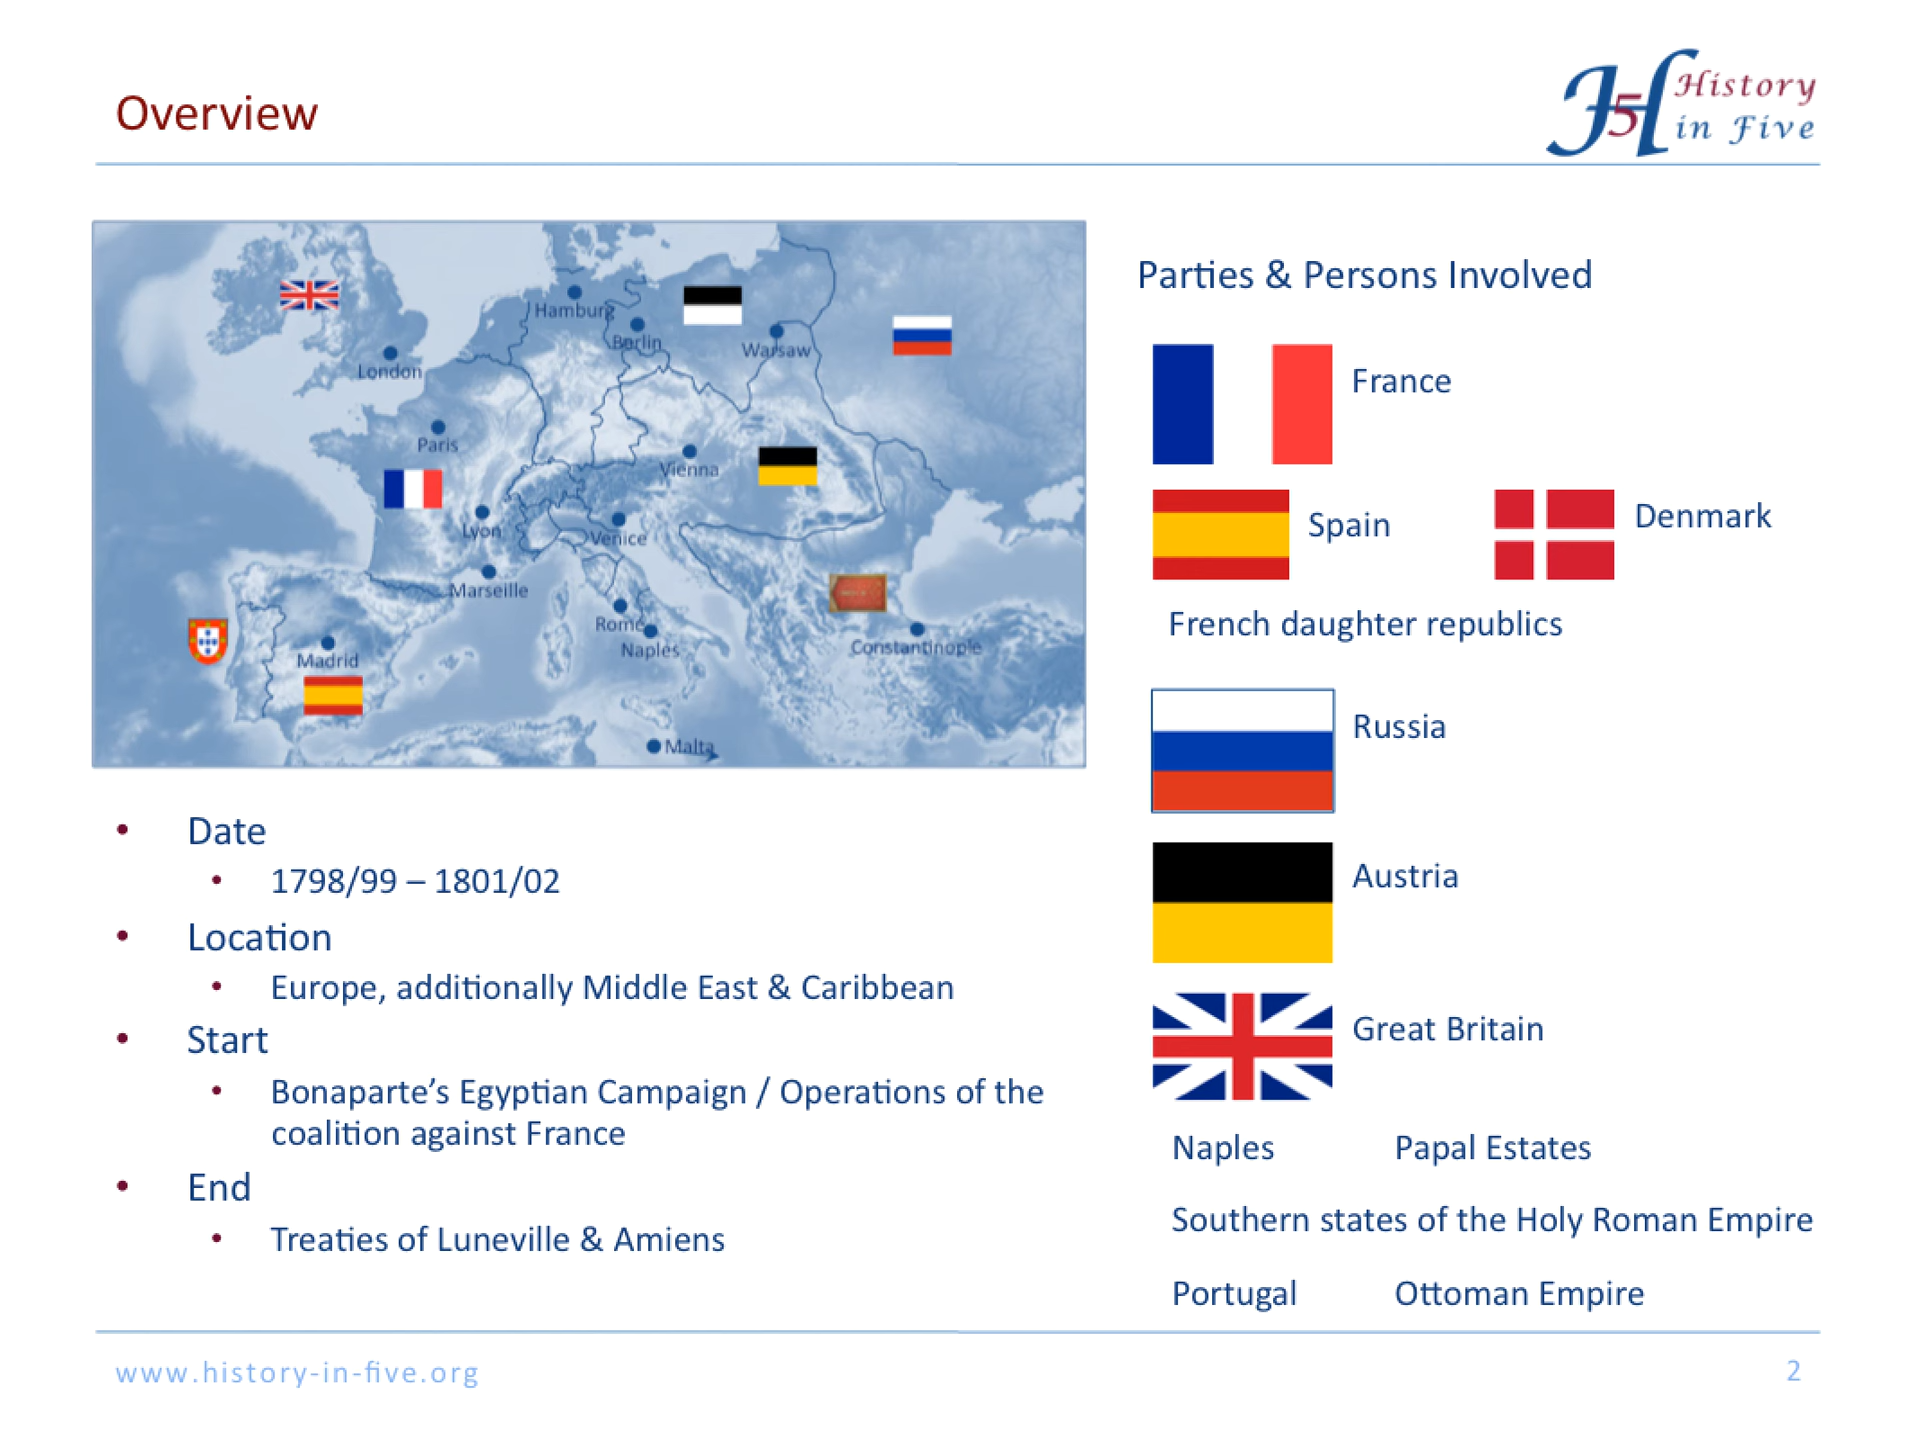 Overview
History
in Five
Hamburg
Berlin
Warsaw
London
Paris
Vienna
Lyon
Venice
Marseille
Rome
Naples
Madrid
Constantinople
Malta
• Date
• 1798/99 – 1801/02
• Location
• Europe, additionally Middle East & Caribbean
• Start
• Bonaparte’s Egyptian Campaign / Operations of the
coalition against France
• End
• Treaties of Luneville & Amiens
Parties & Persons Involved
France
Spain
Denmark
French daughter republics
Russia
Austria
Great Britain
Naples Papal Estates
Southern states of the Holy Roman Empire
Portugal Ottoman Empire
www.history-in-five.org
2